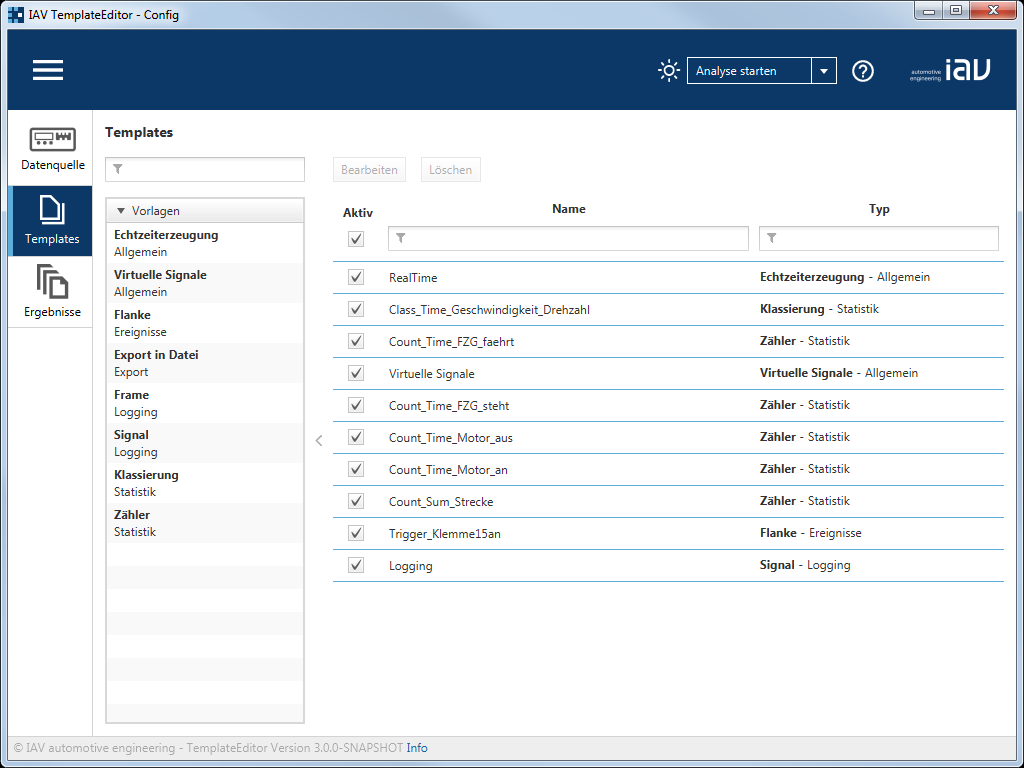 IAV TemplateEditor - Config
Analyse starten
automotive engineering iav
Datenquelle
Templates
Ergebnisse
Templates
Bearbeiten Löschen
Vorlagen
Echtzeiterzeugung
Allgemein
Virtuelle Signale
Allgemein
Flanke
Ereignisse
Export in Datei
Export
Frame
Logging
Signal
Logging
Klassierung
Statistik
Zähler
Statistik
Aktiv Name Typ
RealTime Echtzeiterzeugung - Allgemein
Class_Time_Geschwindigkeit_Drehzahl Klassierung - Statistik
Count_Time_FZG_faehrt Zähler - Statistik
Virtuelle Signale Virtuelle Signale - Allgemein
Count_Time_FZG_steht Zähler - Statistik
Count_Time_Motor_aus Zähler - Statistik
Count_Time_Motor_an Zähler - Statistik
Count_Sum_Strecke Zähler - Statistik
Trigger_Klemme15an Flanke - Ereignisse
Logging Signal - Logging
© IAV automotive engineering - TemplateEditor Version 3.0.0-SNAPSHOT Info